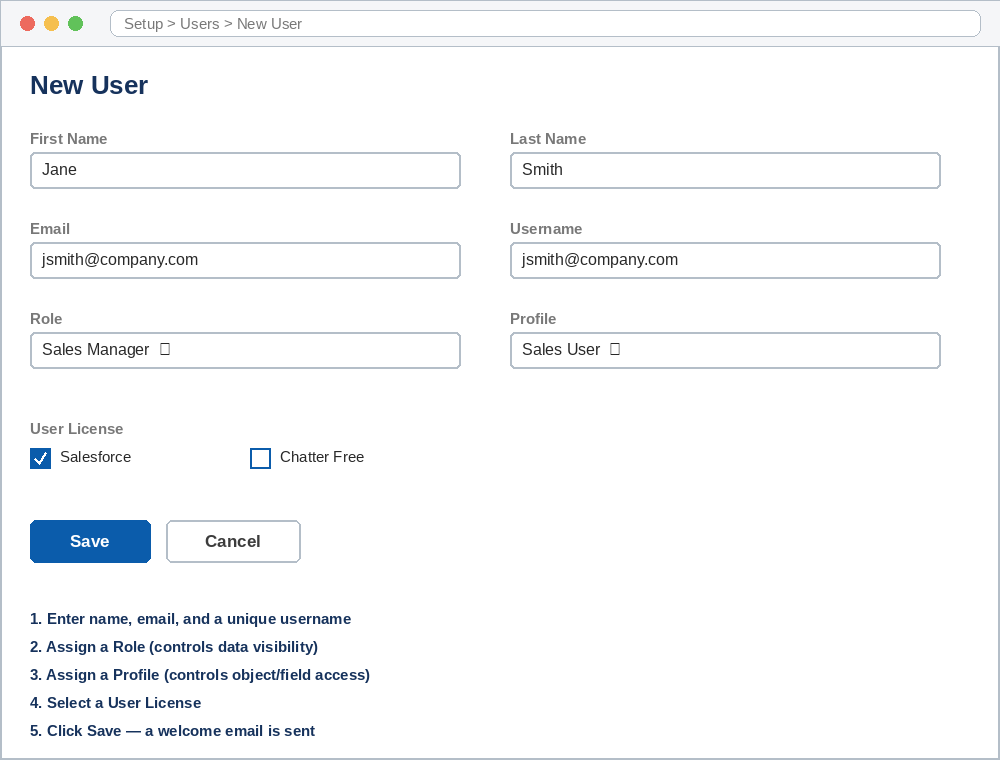 Setup > Users > New User
New User
First Name
Last Name
Jane
Smith
Email
Username
jsmith@company.com
jsmith@company.com
Role
Profile
Sales Manager
Sales User
User License
Salesforce
Chatter Free
Save
Cancel
1. Enter name, email, and a unique username
2. Assign a Role (controls data visibility)
3. Assign a Profile (controls object/field access)
4. Select a User License
5. Click Save — a welcome email is sent